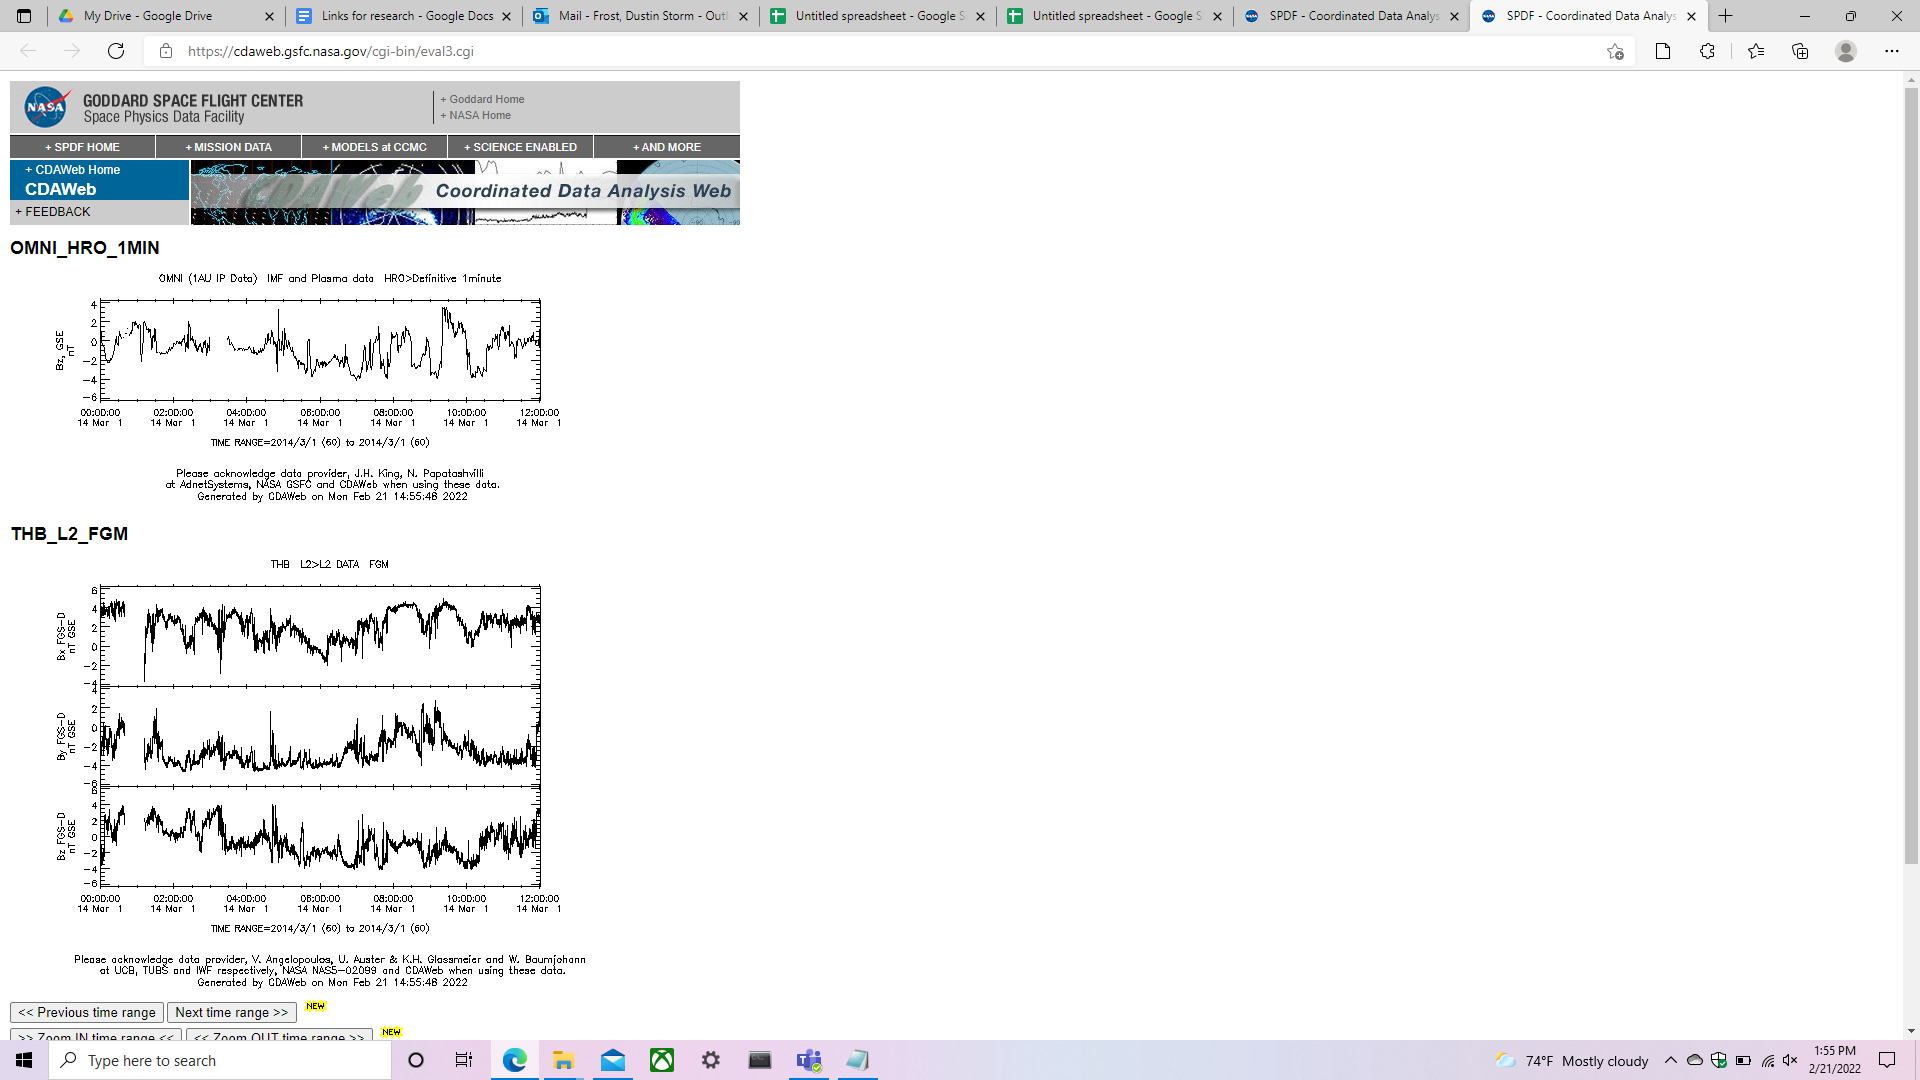 My Drive - Google Drive
Links for research - Google Docs
Mail - Frost, Dustin Storm - Outl
Untitled spreadsheet - Google S
Untitled spreadsheet - Google S
SPDF - Coordinated Data Analys
SPDF - Coordinated Data Analys
https://cdaweb.gsfc.nasa.gov/cgi-bin/eval3.cgi
NASA
GODDARD SPACE FLIGHT CENTER
Space Physics Data Facility
+ Goddard Home
+ NASA Home
+ SPDF HOME
+ MISSION DATA
+ MODELS at CCMC
+ SCIENCE ENABLED
+ AND MORE
+ CDAWeb Home
CDAWeb
+ FEEDBACK
Coordinated Data Analysis Web
OMNI_HRO_1MIN
OMNI (1AU IP Data) IMF and Plasma data HRO>Definitive 1minute
Bz, GSE
nT
4
2
0
-2
-4
-6
00:00:00 02:00:00 04:00:00 06:00:00 08:00:00 10:00:00 12:00:00
14 Mar 1 14 Mar 1 14 Mar 1 14 Mar 1 14 Mar 1 14 Mar 1 14 Mar 1
TIME RANGE=2014/3/1 (60) to 2014/3/1 (60)
Please acknowledge data provider, J.H. King, N. Papatashvilli
at AdnetSystems, NASA GSFC and CDAWeb when using these data.
Generated by CDAWeb on Mon Feb 21 14:55:48 2022
THB_L2_FGM
THB L2>L2 DATA FGM
Bx FGS-D
nT GSE
6
4
2
0
-2
-4
By FGS-D
nT GSE
4
2
0
-2
-4
-6
Bz FGS-D
nT GSE
6
4
2
0
-2
-4
-6
00:00:00 02:00:00 04:00:00 06:00:00 08:00:00 10:00:00 12:00:00
14 Mar 1 14 Mar 1 14 Mar 1 14 Mar 1 14 Mar 1 14 Mar 1 14 Mar 1
TIME RANGE=2014/3/1 (60) to 2014/3/1 (60)
Please acknowledge data provider, V. Angelopoulos, U. Auster & K.H. Glassmeier and W. Baumjohann
at UCB, TUBS and IWF respectively, NASA NAS5-02099 and CDAWeb when using these data.
Generated by CDAWeb on Mon Feb 21 14:55:48 2022
<< Previous time range
Next time range >>
NEW
>> Zoom IN time range <<
<< Zoom OUT time range >>
NEW
Type here to search
74°F Mostly cloudy
1:55 PM
2/21/2022